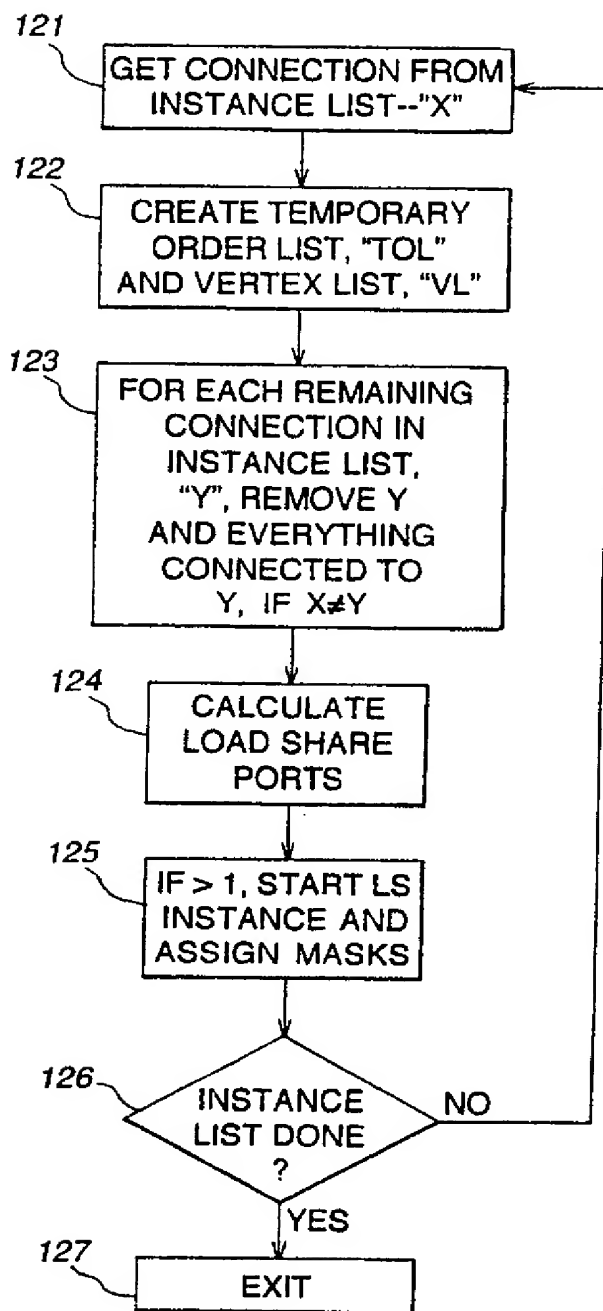 121
GET CONNECTION FROM
INSTANCE LIST--"X"
122
CREATE TEMPORARY
ORDER LIST, "TOL"
AND VERTEX LIST, "VL"
123
FOR EACH REMAINING
CONNECTION IN
INSTANCE LIST,
"Y", REMOVE Y
AND EVERYTHING
CONNECTED TO
Y, IF X≠Y
124
CALCULATE
LOAD SHARE
PORTS
125
IF > 1, START LS
INSTANCE AND
ASSIGN MASKS
126
INSTANCE
LIST DONE
?
NO
YES
127
EXIT